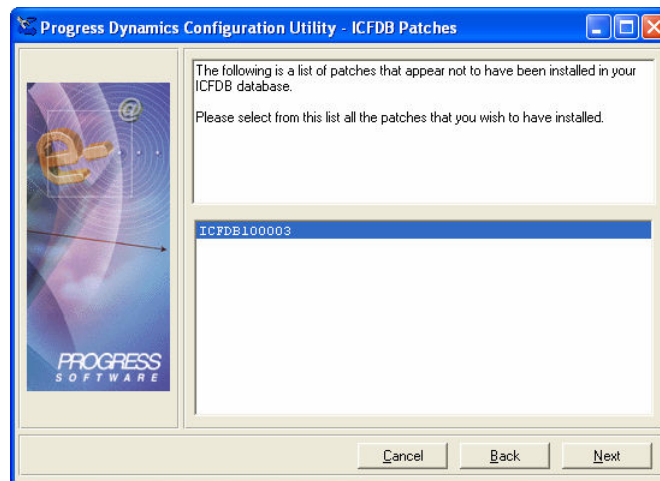 Progress Dynamics Configuration Utility - ICFDB Patches
The following is a list of patches that appear not to have been installed in your
ICFDB database.
Please select from this list all the patches that you wish to have installed.
ICFDB100003
@
e-
PROGRESS
SOFTWARE
Cancel
Back
Next